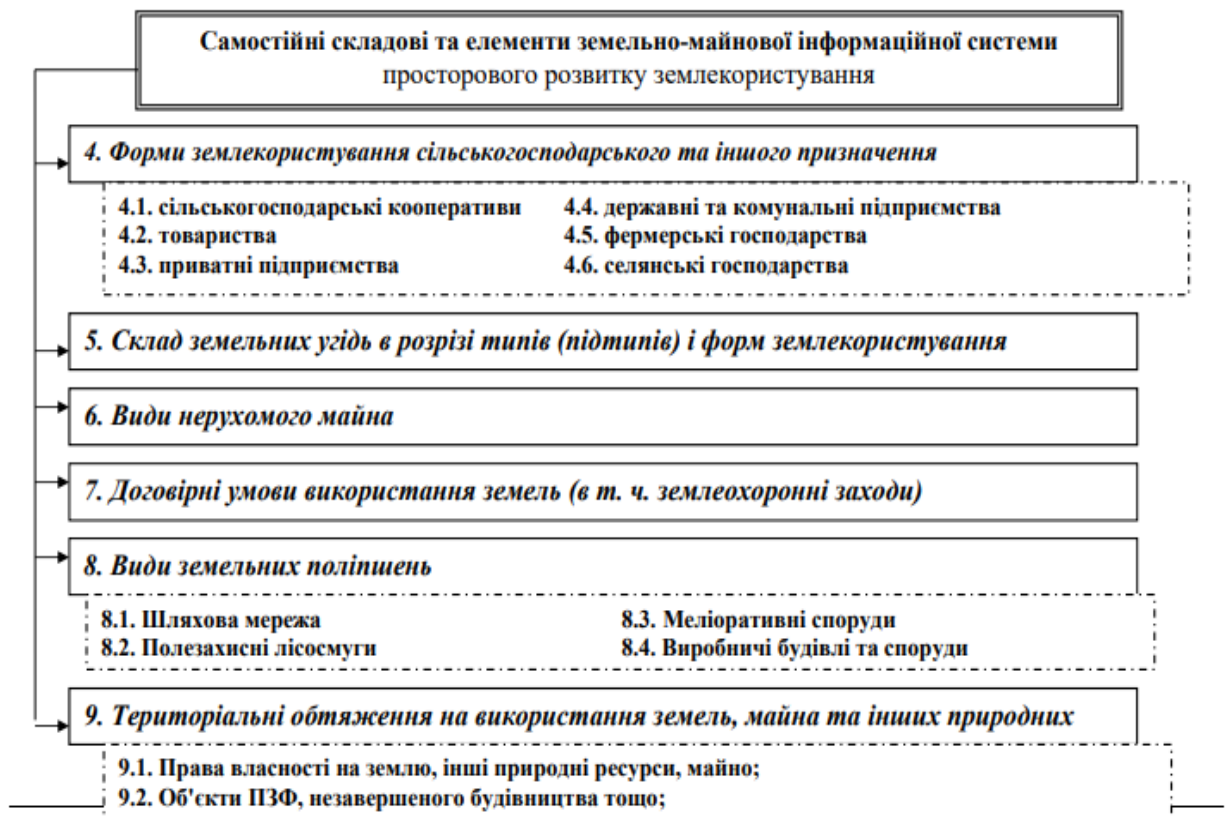 Самостійні складові та елементи земельно-майнової інформаційної системи
просторового розвитку землекористування
4. Форми землекористування сільськогосподарського та іншого призначення
4.1. сільськогосподарські кооперативи
4.2. товариства
4.3. приватні підприємства
4.4. державні та комунальні підприємства
4.5. фермерські господарства
4.6. селянські господарства
5. Склад земельних угідь в розрізі типів (підтипів) і форм землекористування
6. Види нерухомого майна
7. Договірні умови використання земель (в т. ч. землеохоронні заходи)
8. Види земельних поліпшень
8.1. Шляхова мережа
8.2. Полезахисні лісосмуги
8.3. Меліоративні споруди
8.4. Виробничі будівлі та споруди
9. Територіальні обтяження на використання земель, майна та інших природних
9.1. Права власності на землю, інші природні ресурси, майно;
9.2. Об'єкти ПЗФ, незавершеного будівництва тощо;